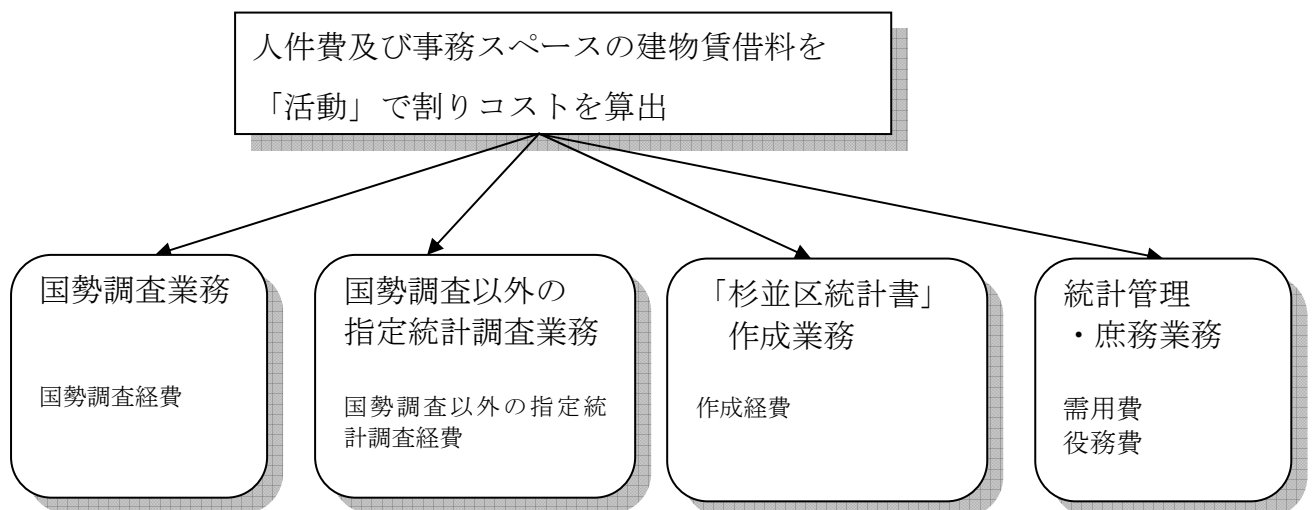 人件費及び事務スペースの建物賃借料を
「活動」で割りコストを算出
国勢調査業務
国勢調査経費
国勢調査以外の
指定統計調査業務
国勢調査以外の指定統
計調査経費
「杉並区統計書」
作成業務
作成経費
統計管理
・庶務業務
需用費
役務費